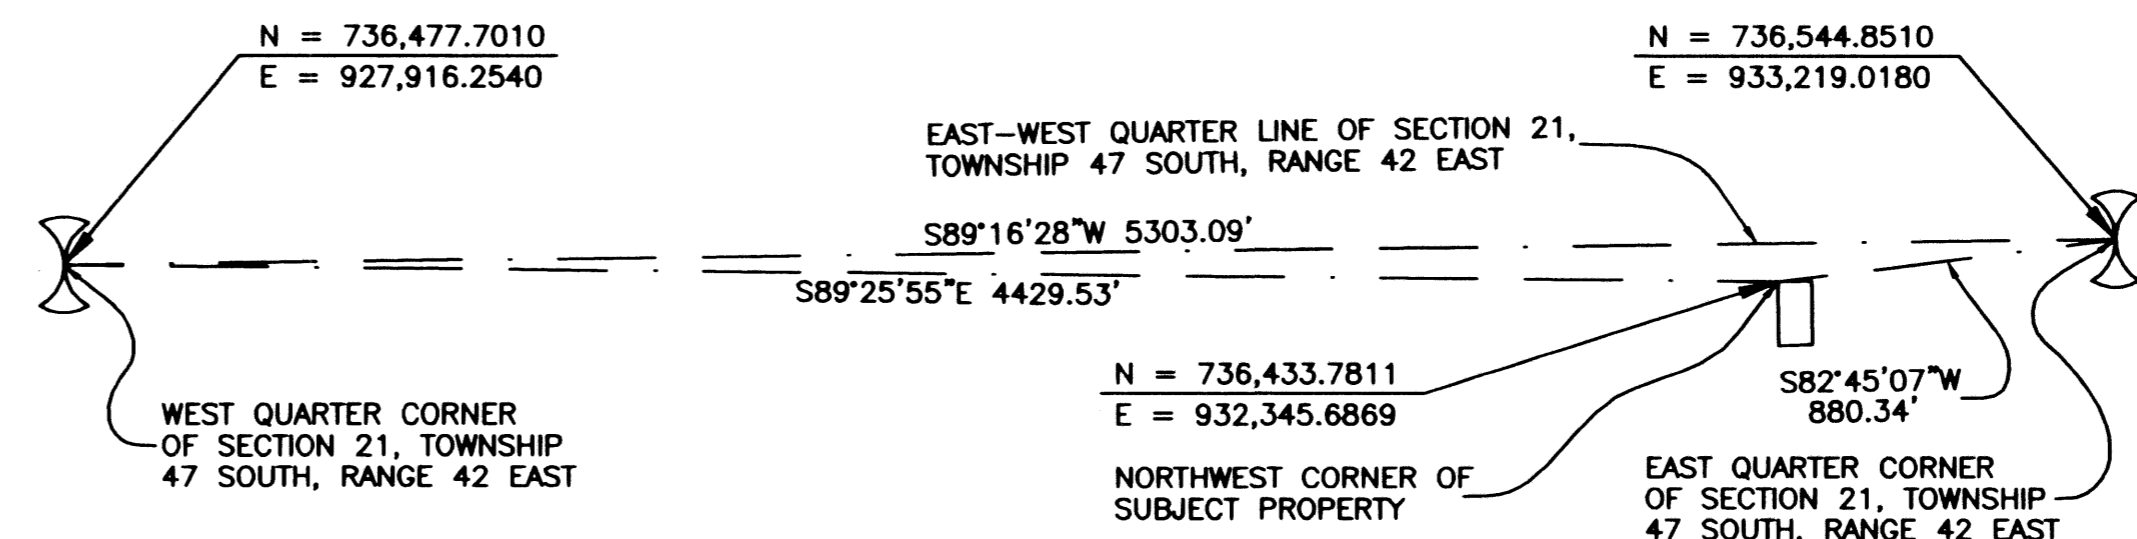 N = 736,477.7010
E = 927,916.2540
N = 736,544.8510
E = 933,219.0180
EAST-WEST QUARTER LINE OF SECTION 21,
TOWNSHIP 47 SOUTH, RANGE 42 EAST
S89°16'28"W 5303.09'
S89°25'55"E 4429.53'
N = 736,433.7811
E = 932,345.6869
S82°45'07"W
880.34'
WEST QUARTER CORNER
OF SECTION 21, TOWNSHIP
47 SOUTH, RANGE 42 EAST
NORTHWEST CORNER OF
SUBJECT PROPERTY
EAST QUARTER CORNER
OF SECTION 21, TOWNSHIP
47 SOUTH, RANGE 42 EAST